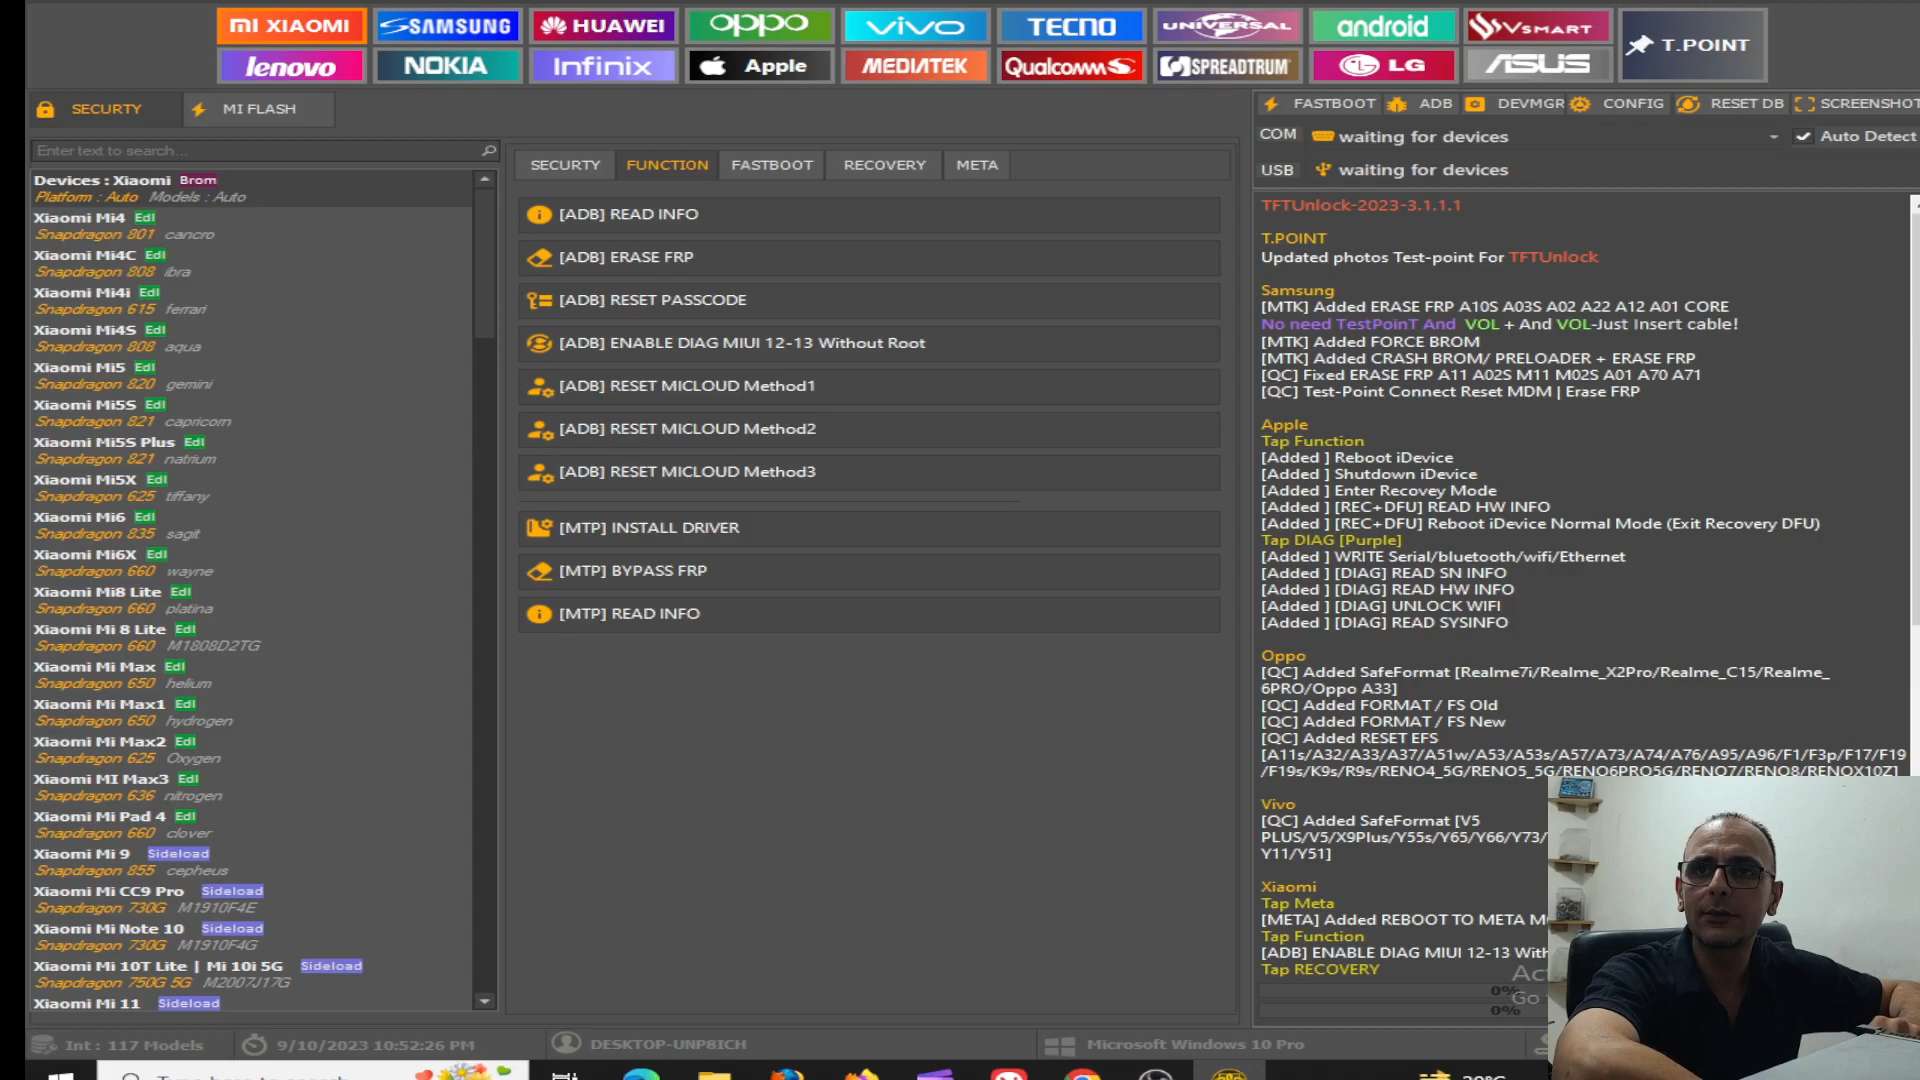 MI XIAOMI
SAMSUNG
HUAWEI
oppo
vivo
TECNO
UNIVERSAL
android
VSMART
T.POINT
lenovo
NOKIA
Infinix
Apple
MEDIATEK
Qualcomm
SPREADTRUM
LG
ASUS
SECURTY
MI FLASH
FASTBOOT
ADB
DEVMGR
CONFIG
RESET DB
SCREENSHOT
COM waiting for devices
Auto Detect
USB waiting for devices
Enter text to search...
Devices : Xiaomi Brom
Platform : Auto Models : Auto
Xiaomi Mi4 Edl
Snapdragon 801 cancro
Xiaomi Mi4C Edl
Snapdragon 808 ibra
Xiaomi Mi4i Edl
Snapdragon 615 ferrari
Xiaomi Mi4S Edl
Snapdragon 808 aqua
Xiaomi Mi5 Edl
Snapdragon 820 gemini
Xiaomi Mi5S Edl
Snapdragon 821 capricorn
Xiaomi Mi5S Plus Edl
Snapdragon 821 natrium
Xiaomi Mi5X Edl
Snapdragon 625 tiffany
Xiaomi Mi6 Edl
Snapdragon 835 sagit
Xiaomi Mi6X Edl
Snapdragon 660 wayne
Xiaomi Mi8 Lite Edl
Snapdragon 660 platina
Xiaomi Mi 8 Lite Edl
Snapdragon 660 M1808D2TG
Xiaomi Mi Max Edl
Snapdragon 650 helium
Xiaomi Mi Max1 Edl
Snapdragon 650 hydrogen
Xiaomi Mi Max2 Edl
Snapdragon 625 Oxygen
Xiaomi MI Max3 Edl
Snapdragon 636 nitrogen
Xiaomi Mi Pad 4 Edl
Snapdragon 660 clover
Xiaomi Mi 9 Sideload
Snapdragon 855 cepheus
Xiaomi Mi CC9 Pro Sideload
Snapdragon 730G M1910F4E
Xiaomi Mi Note 10 Sideload
Snapdragon 730G M1910F4G
Xiaomi Mi 10T Lite | Mi 10i 5G Sideload
Snapdragon 750G 5G M2007J17G
Xiaomi Mi 11 Sideload
SECURTY
FUNCTION
FASTBOOT
RECOVERY
META
[ADB] READ INFO
[ADB] ERASE FRP
[ADB] RESET PASSCODE
[ADB] ENABLE DIAG MIUI 12-13 Without Root
[ADB] RESET MICLOUD Method1
[ADB] RESET MICLOUD Method2
[ADB] RESET MICLOUD Method3
[MTP] INSTALL DRIVER
[MTP] BYPASS FRP
[MTP] READ INFO
TFTUnlock-2023-3.1.1.1
T.POINT
Updated photos Test-point For TFTUnlock
Samsung
[MTK] Added ERASE FRP A10S A03S A02 A22 A12 A01 CORE
No need TestPoinT And VOL + And VOL-Just Insert cable!
[MTK] Added FORCE BROM
[MTK] Added CRASH BROM/ PRELOADER + ERASE FRP
[QC] Fixed ERASE FRP A11 A02S M11 M02S A01 A70 A71
[QC] Test-Point Connect Reset MDM | Erase FRP
Apple
Tap Function
[Added ] Reboot iDevice
[Added ] Shutdown iDevice
[Added ] Enter Recovey Mode
[Added ] [REC+DFU] READ HW INFO
[Added ] [REC+DFU] Reboot iDevice Normal Mode (Exit Recovery DFU)
Tap DIAG [Purple]
[Added ] WRITE Serial/bluetooth/wifi/Ethernet
[Added ] [DIAG] READ SN INFO
[Added ] [DIAG] READ HW INFO
[Added ] [DIAG] UNLOCK WIFI
[Added ] [DIAG] READ SYSINFO
Oppo
[QC] Added SafeFormat [Realme7i/Realme_X2Pro/Realme_C15/Realme_
6PRO/Oppo A33]
[QC] Added FORMAT / FS Old
[QC] Added FORMAT / FS New
[QC] Added RESET EFS
[A11s/A32/A33/A37/A51w/A53/A53s/A57/A73/A74/A76/A95/A96/F1/F3p/F17/F19
/F19s/K9s/R9s/RENO4_5G/RENO5_5G/RENO6PRO5G/RENO7/RENO8/RENOX10Z]
Vivo
[QC] Added SafeFormat [V5
PLUS/V5/X9Plus/Y55s/Y65/Y66/Y73/
Y11/Y51]
Xiaomi
Tap Meta
[META] Added REBOOT TO META M
Tap Function
[ADB] ENABLE DIAG MIUI 12-13 With
Tap RECOVERY
0%
0%
Go
Int : 117 Models
9/10/2023 10:52:26 PM
DESKTOP-UNP8ICH
Microsoft Windows 10 Pro
Type here to search